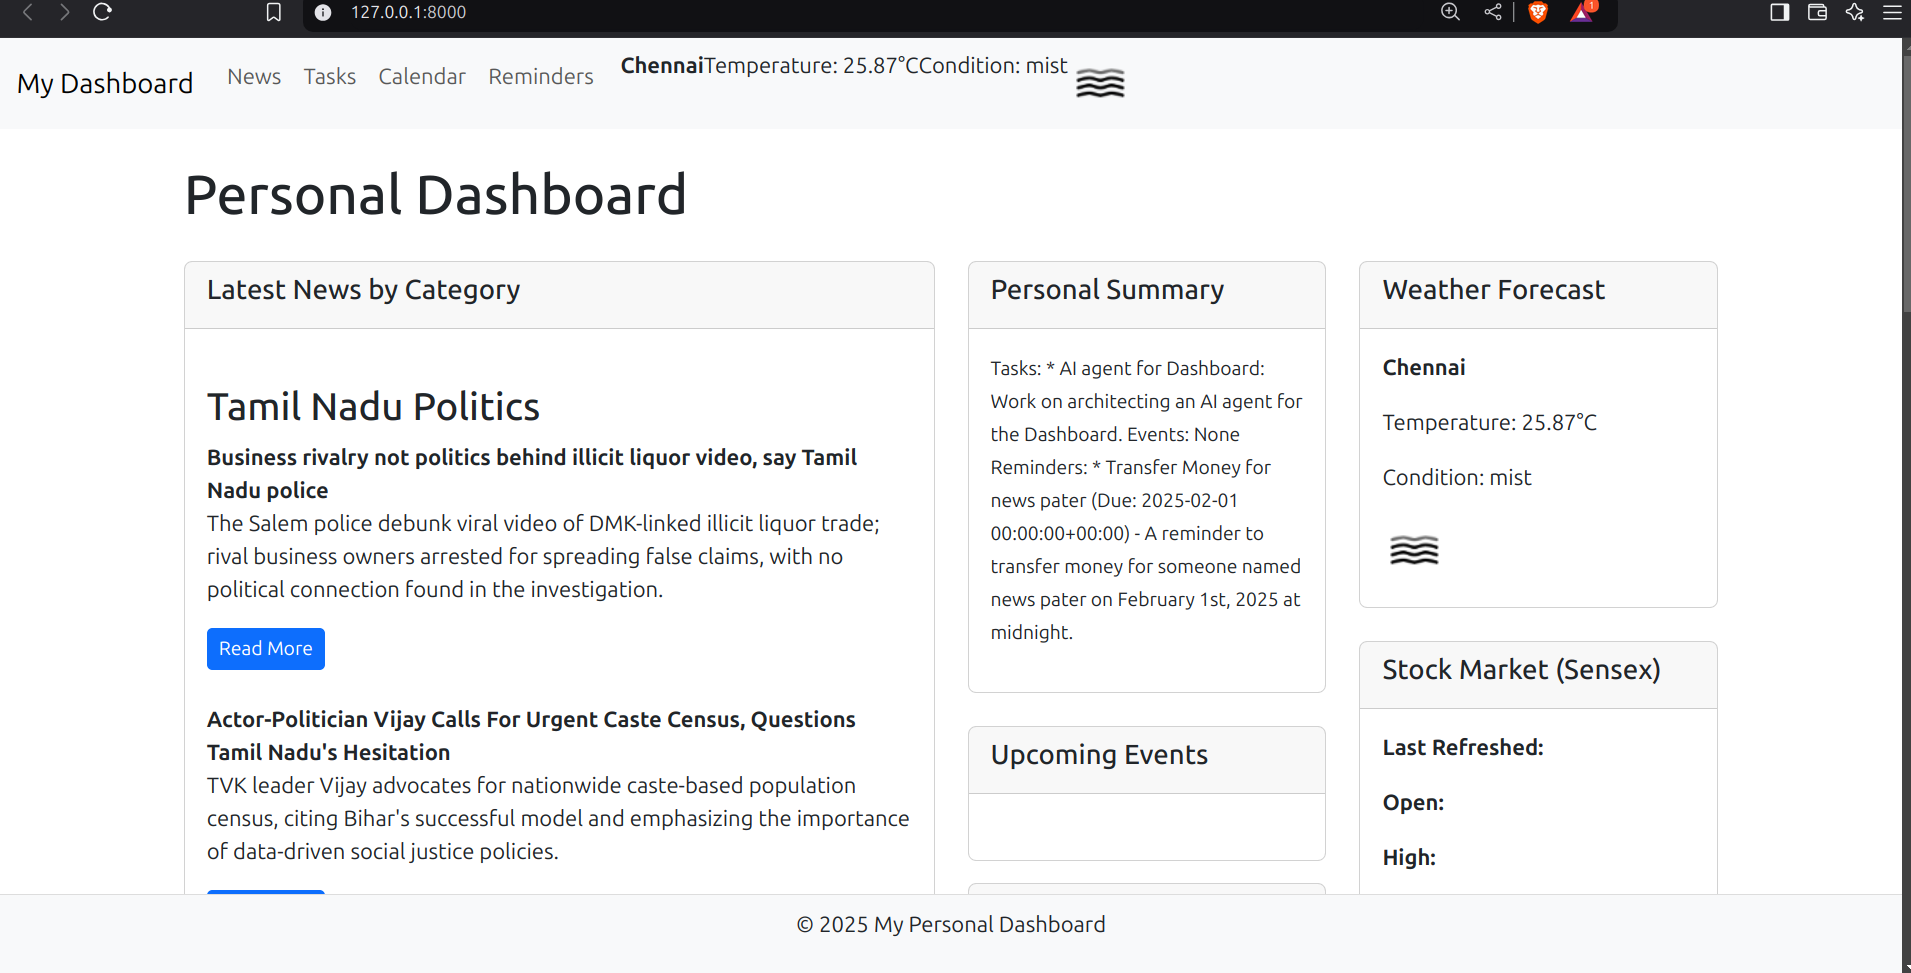 127.0.0.1:8000
1
My Dashboard News Tasks Calendar Reminders ChennaiTemperature: 25.87°CCondition: mist
Personal Dashboard
Latest News by Category
Tamil Nadu Politics
Business rivalry not politics behind illicit liquor video, say Tamil
Nadu police
The Salem police debunk viral video of DMK-linked illicit liquor trade;
rival business owners arrested for spreading false claims, with no
political connection found in the investigation.
Read More
Actor-Politician Vijay Calls For Urgent Caste Census, Questions
Tamil Nadu's Hesitation
TVK leader Vijay advocates for nationwide caste-based population
census, citing Bihar's successful model and emphasizing the importance
of data-driven social justice policies.
Personal Summary
Tasks: * AI agent for Dashboard:
Work on architecting an AI agent for
the Dashboard. Events: None
Reminders: * Transfer Money for
news pater (Due: 2025-02-01
00:00:00+00:00) - A reminder to
transfer money for someone named
news pater on February 1st, 2025 at
midnight.
Upcoming Events
Weather Forecast
Chennai
Temperature: 25.87°C
Condition: mist
Stock Market (Sensex)
Last Refreshed:
Open:
High:
© 2025 My Personal Dashboard